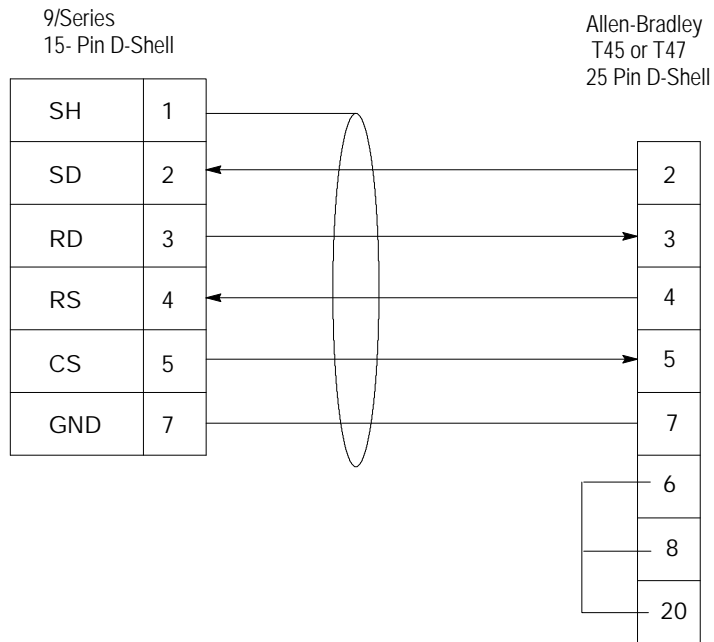 9/Series
15- Pin D-Shell
Allen-Bradley
T45 or T47
25 Pin D-Shell
SH 1
SD 2 2
RD 3 3
RS 4 4
CS 5 5
GND 7 7
6
8
20